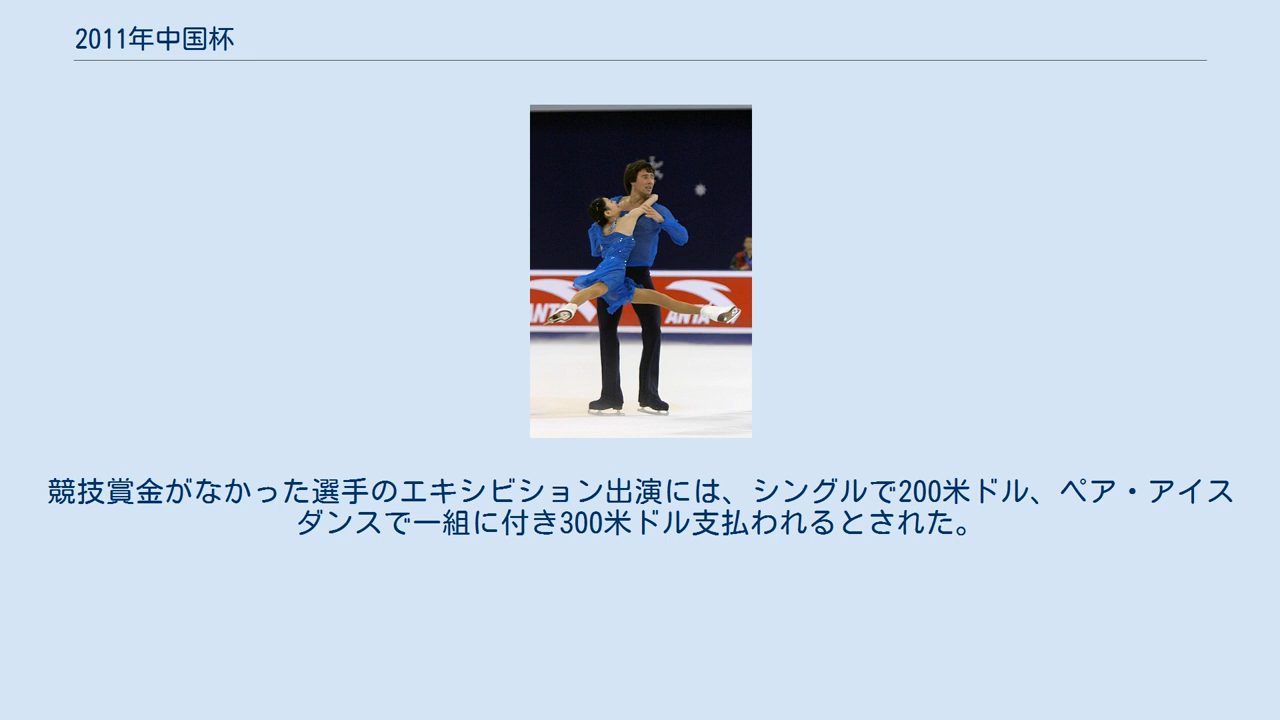 2011年中国杯
ANTA
ANTA
競技賞金がなかった選手のエキシビション出演には、シングルで200米ドル、ペア・アイス
ダンスで一組に付き300米ドル支払われるとされた。